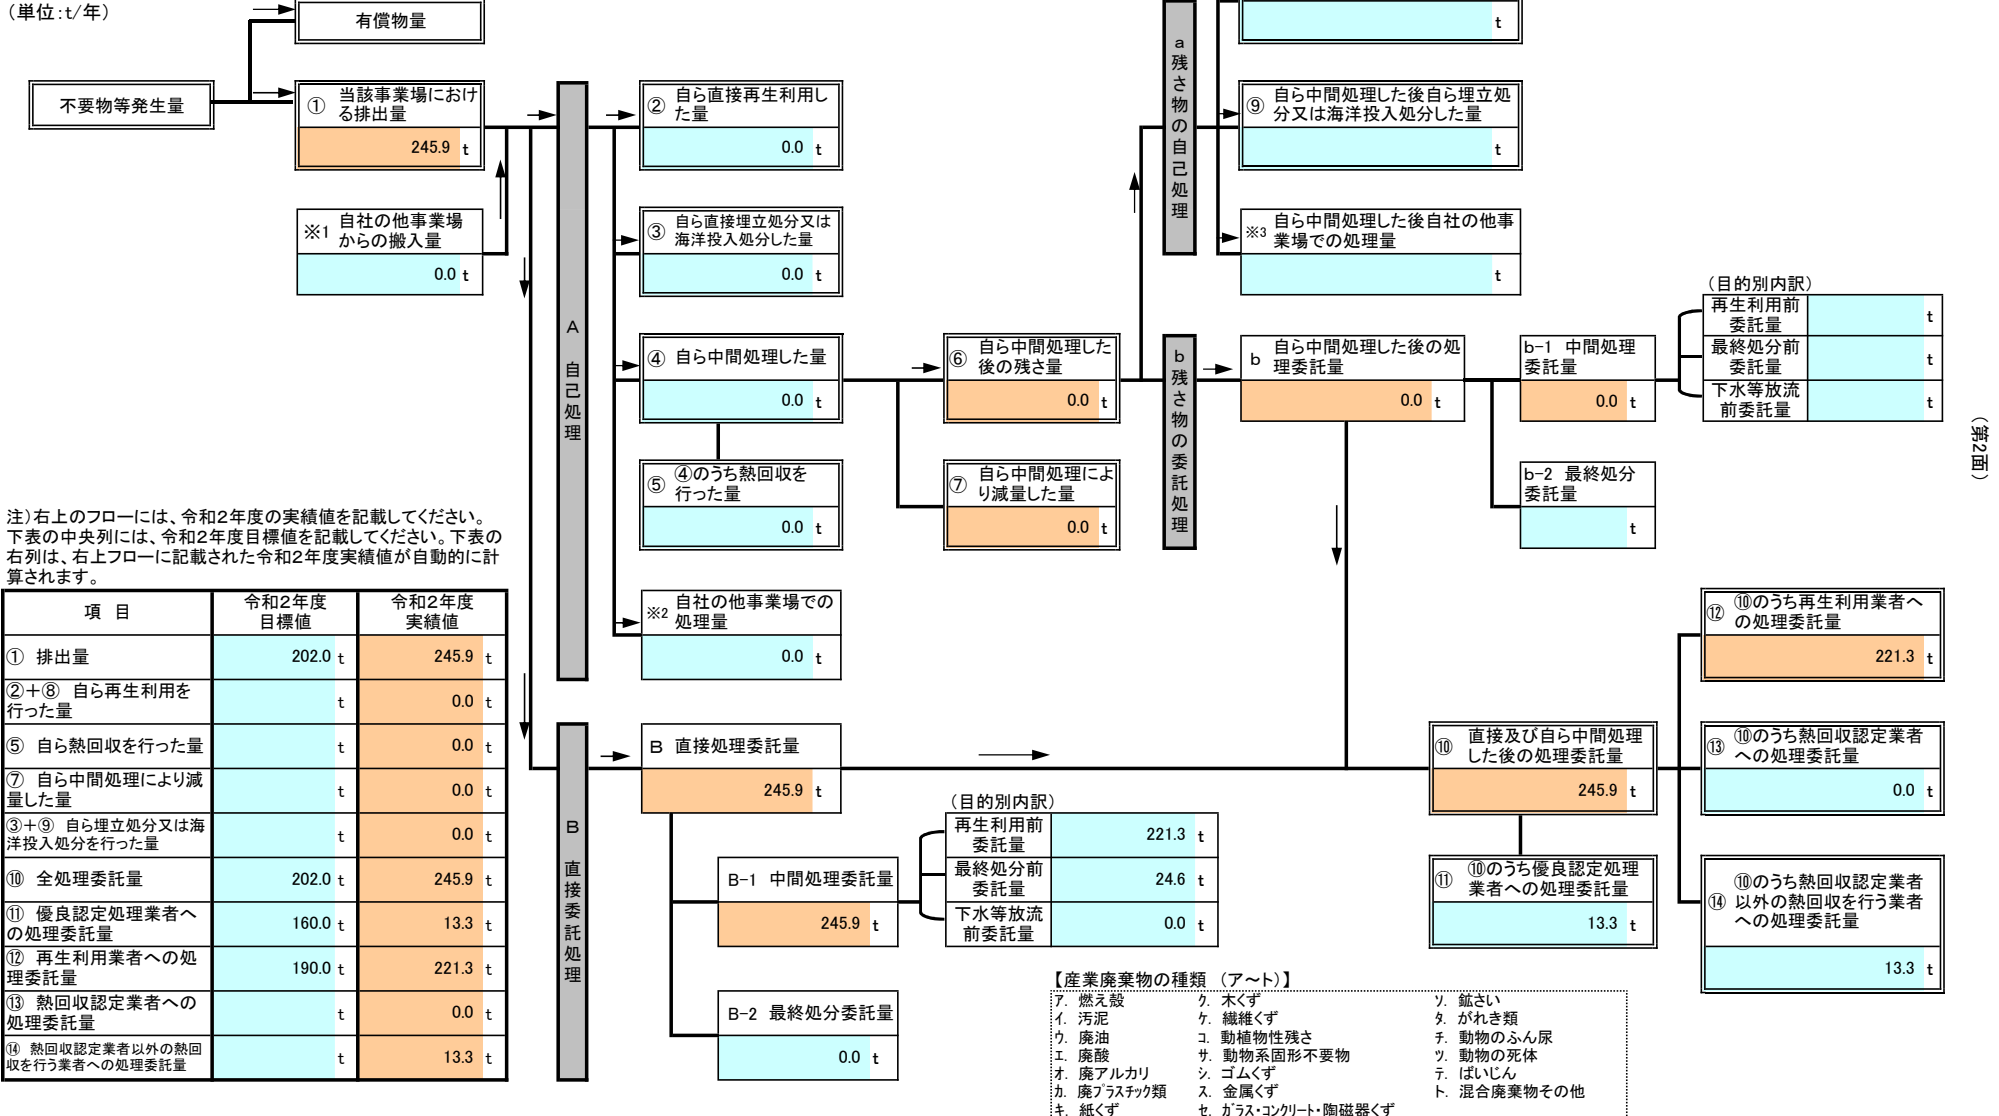 （単位:t/年）
有償物量
不要物等発生量
① 当該事業場におけ
る排出量
245.9 t
※1 自社の他事業場
からの搬入量
0.0 t
A 自己処理
② 自ら直接再生利用し
た量
0.0 t
③ 自ら直接埋立処分又は
海洋投入処分した量
0.0 t
④ 自ら中間処理した量
0.0 t
⑤ ④のうち熱回収を
行った量
0.0 t
※2 自社の他事業場での
処理量
0.0 t
⑥ 自ら中間処理した
後の残さ量
0.0 t
⑦ 自ら中間処理によ
り減量した量
0.0 t
a残さ物の自己処理
t
⑨ 自ら中間処理した後自ら埋立処
分又は海洋投入処分した量
t
※3 自ら中間処理した後自社の他事
業場での処理量
t
b残さ物の委託処理
b 自ら中間処理した後の処
理委託量
0.0 t
b-1 中間処理
委託量
0.0 t
b-2 最終処分
委託量
t
（目的別内訳）
再生利用前
委託量
t
最終処分前
委託量
t
下水等放流
前委託量
t
（第2面）
注）右上のフローには、令和2年度の実績値を記載してください。
下表の中央列には、令和2年度目標値を記載してください。下表の
右列は、右上フローに記載された令和2年度実績値が自動的に計
算されます。
項 目
令和2年度
目標値
令和2年度
実績値
① 排出量 202.0 t 245.9 t
②＋⑧ 自ら再生利用を
行った量 t 0.0 t
⑤ 自ら熱回収を行った量 t 0.0 t
⑦ 自ら中間処理により減
量した量 t 0.0 t
③＋⑨ 自ら埋立処分又は海
洋投入処分を行った量 t 0.0 t
⑩ 全処理委託量 202.0 t 245.9 t
⑪ 優良認定処理業者へ
の処理委託量 160.0 t 13.3 t
⑫ 再生利用業者への処
理委託量 190.0 t 221.3 t
⑬ 熱回収認定業者への
処理委託量 t 0.0 t
⑭ 熱回収認定業者以外の熱回
収を行う業者への処理委託量 t 13.3 t
B 直接委託処理
B 直接処理委託量
245.9 t
B-1 中間処理委託量
245.9 t
B-2 最終処分委託量
0.0 t
（目的別内訳）
再生利用前
委託量
221.3 t
最終処分前
委託量
24.6 t
下水等放流
前委託量
0.0 t
⑩ 直接及び自ら中間処理
した後の処理委託量
245.9 t
⑪ ⑩のうち優良認定処理
業者への処理委託量
13.3 t
⑫ ⑩のうち再生利用業者へ
の処理委託量
221.3 t
⑬ ⑩のうち熱回収認定業者
への処理委託量
0.0 t
⑭ ⑩のうち熱回収認定業者
以外の熱回収を行う業者
への処理委託量
13.3 t
【産業廃棄物の種類 （ア～ト）】
ア. 燃え殻 ク. 木くず ソ. 鉱さい
イ. 汚泥 ケ. 繊維くず タ. がれき類
ウ. 廃油 コ. 動植物性残さ チ. 動物のふん尿
エ. 廃酸 サ. 動物系固形不要物 ツ. 動物の死体
オ. 廃アルカリ シ. ゴムくず テ. ばいじん
カ. 廃プラスチック類 ス. 金属くず ト. 混合廃棄物その他
キ. 紙くず セ. ガラス・コンクリート・陶磁器くず